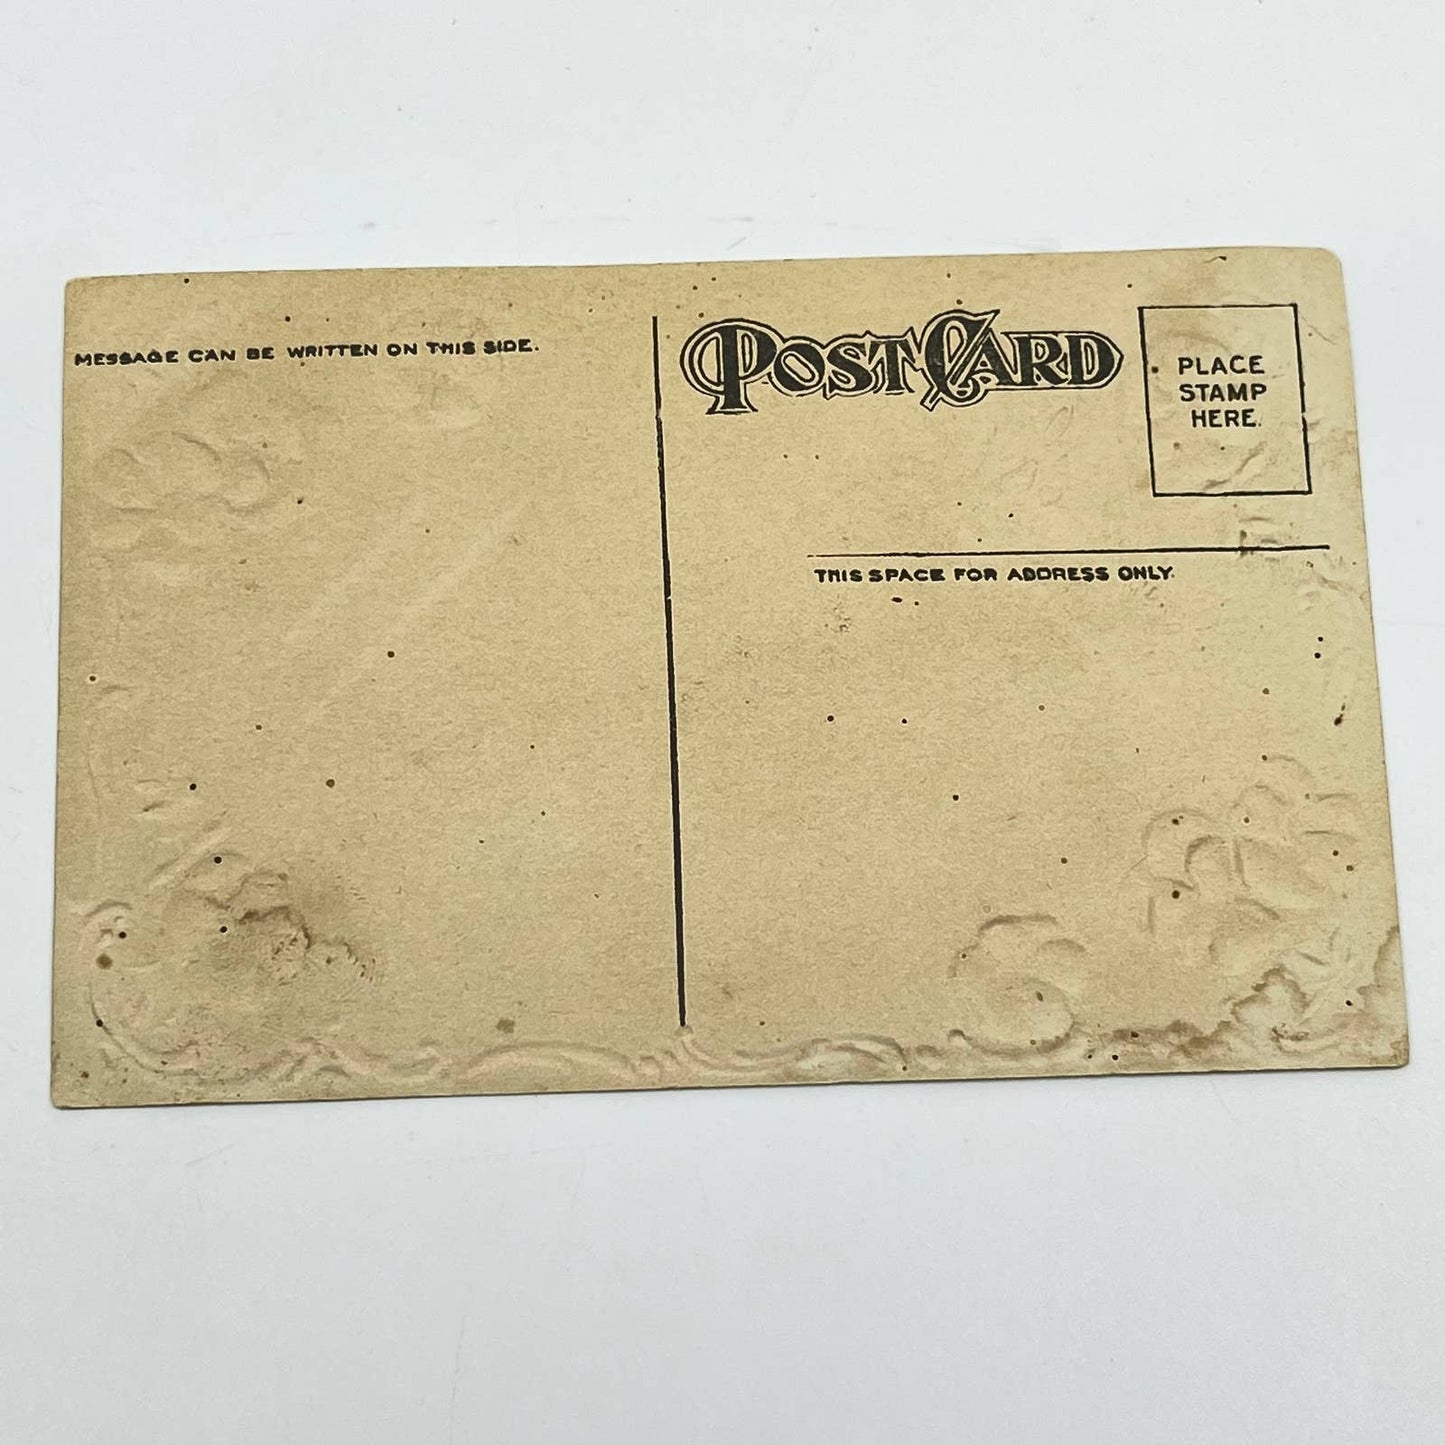 MESSAGE CAN BE WRITTEN ON THIS SIDE.
POST CARD
PLACE
STAMP
HERE.
THIS SPACE FOR ADDRESS ONLY.